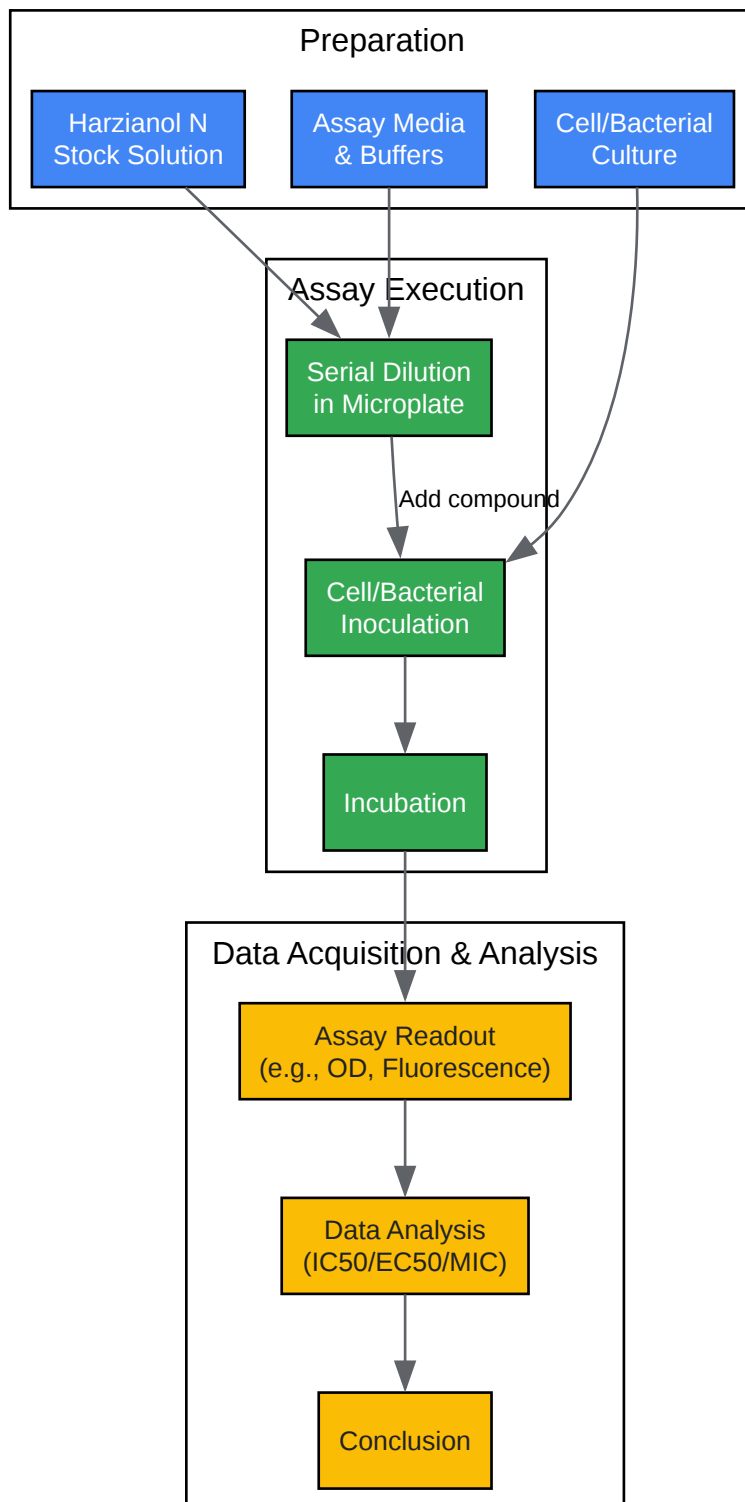 Preparation
Harzianol N
Stock Solution
Assay Media
& Buffers
Cell/Bacterial
Culture
Assay Execution
Serial Dilution
in Microplate
Add compound
Cell/Bacterial
Inoculation
Incubation
Data Acquisition & Analysis
Assay Readout
(e.g., OD, Fluorescence)
Data Analysis
(IC50/EC50/MIC)
Conclusion